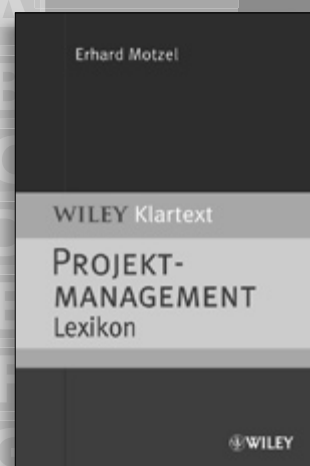 Erhard Motzel
WILEY Klartext
PROJEKT-
MANAGEMENT
Lexikon
WILEY